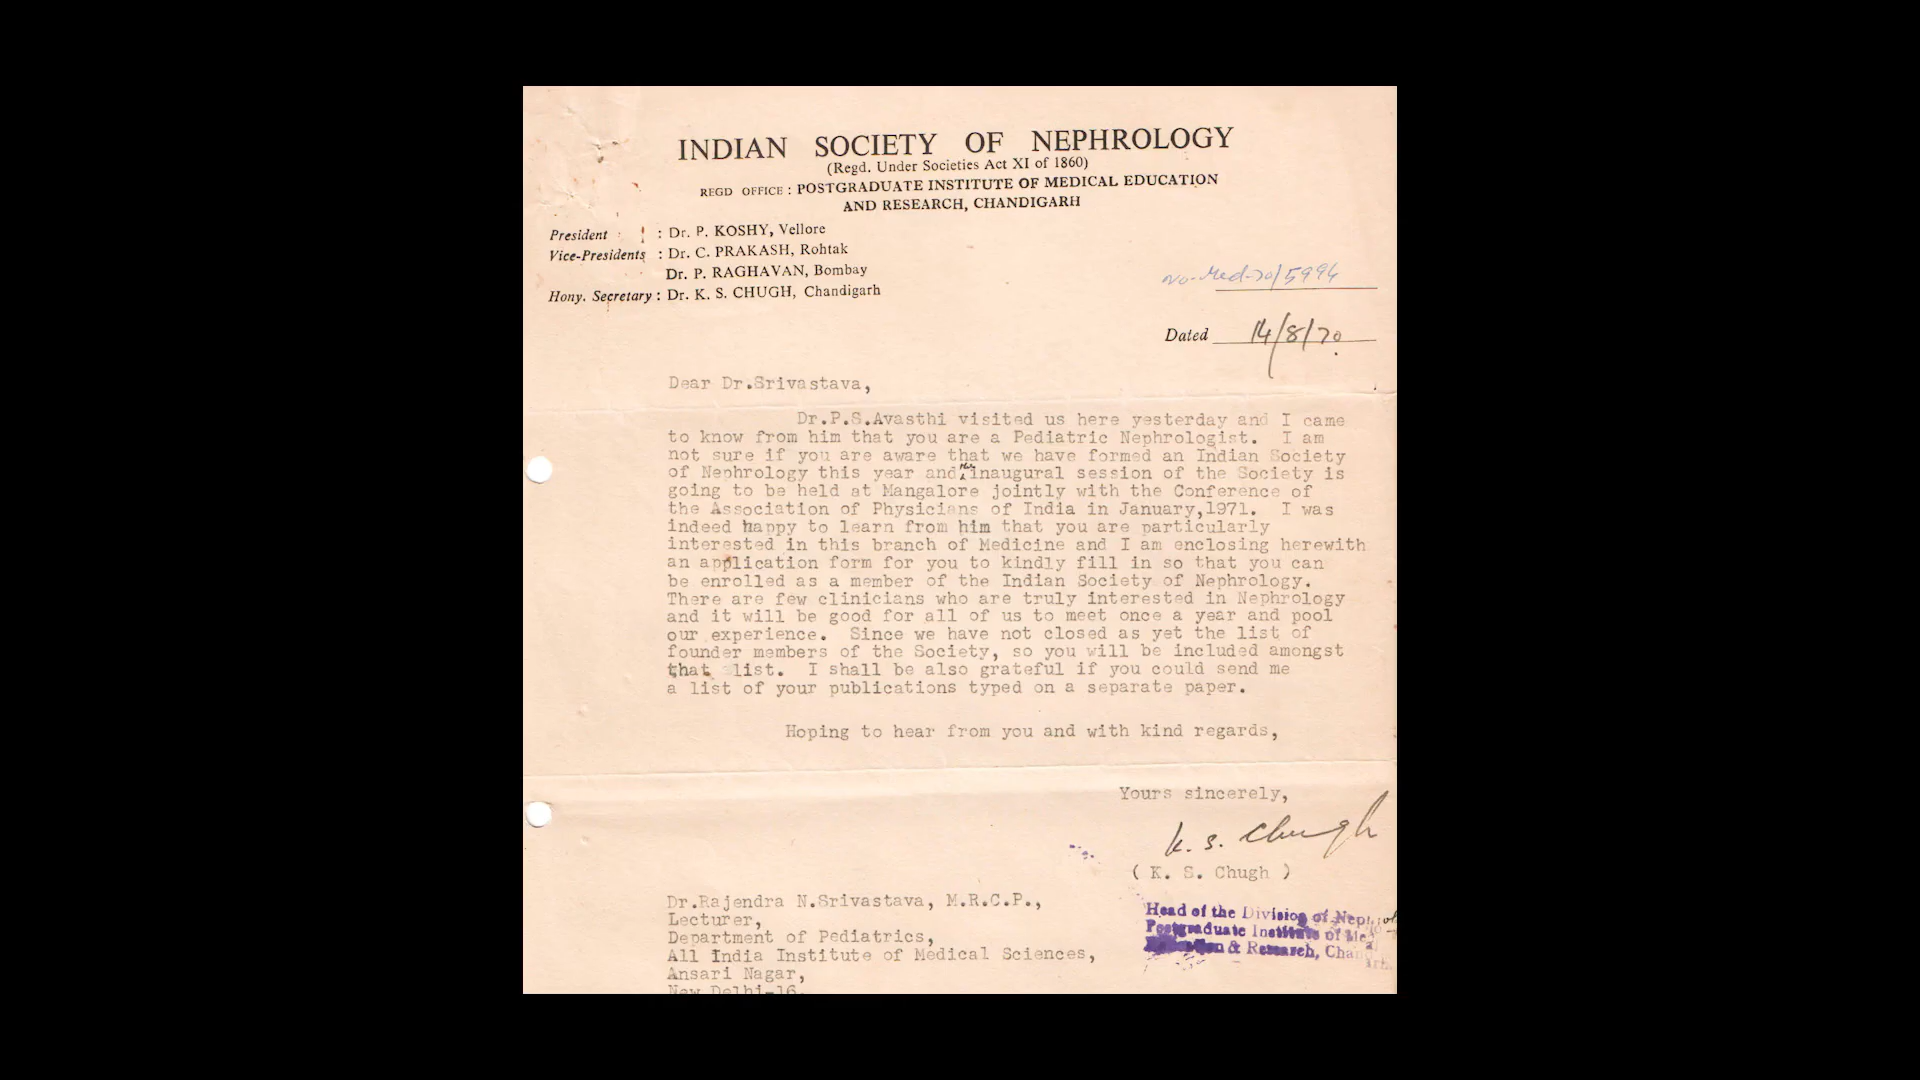 INDIAN SOCIETY OF NEPHROLOGY
(Regd. Under Societies Act XI of 1860)
REGD OFFICE : POSTGRADUATE INSTITUTE OF MEDICAL EDUCATION
AND RESEARCH, CHANDIGARH
President : Dr. P. KOSHY, Vellore
Vice-Presidents : Dr. C. PRAKASH, Rohtak
Dr. P. RAGHAVAN, Bombay
Hony. Secretary : Dr. K. S. CHUGH, Chandigarh
No-Med-70/5994
Dated 14/8/70
Dear Dr.Srivastava,
Dr.P.S.Avasthi visited us here yesterday and I came
to know from him that you are a Pediatric Nephrologist. I am
not sure if you are aware that we have formed an Indian Society
of Nephrology this year and the inaugural session of the Society is
going to be held at Mangalore jointly with the Conference of
the Association of Physicians of India in January,1971. I was
indeed happy to learn from him that you are particularly
interested in this branch of Medicine and I am enclosing herewith
an application form for you to kindly fill in so that you can
be enrolled as a member of the Indian Society of Nephrology.
There are few clinicians who are truly interested in Nephrology
and it will be good for all of us to meet once a year and pool
our experience. Since we have not closed as yet the list of
founder members of the Society, so you will be included amongst
that list. I shall be also grateful if you could send me
a list of your publications typed on a separate paper.
Hoping to hear from you and with kind regards,
Yours sincerely,
K. S. Chugh
( K. S. Chugh )
Head of the Division of
Postgraduate Institute of
& Research,
Dr.Rajendra N.Srivastava, M.R.C.P.,
Lecturer,
Department of Pediatrics,
All India Institute of Medical Sciences,
Ansari Nagar,
New Delhi-16.